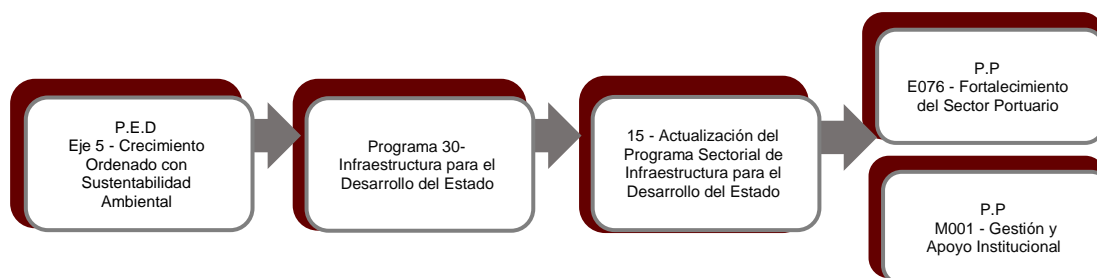 P.E.D
Eje 5 - Crecimiento
Ordenado con
Sustentabilidad
Ambiental
Programa 30-
Infraestructura para el
Desarrollo del Estado
15 - Actualización del
Programa Sectorial de
Infraestructura para el
Desarrollo del Estado
P.P
E076 - Fortalecimiento
del Sector Portuario
P.P
M001 - Gestión y
Apoyo Institucional